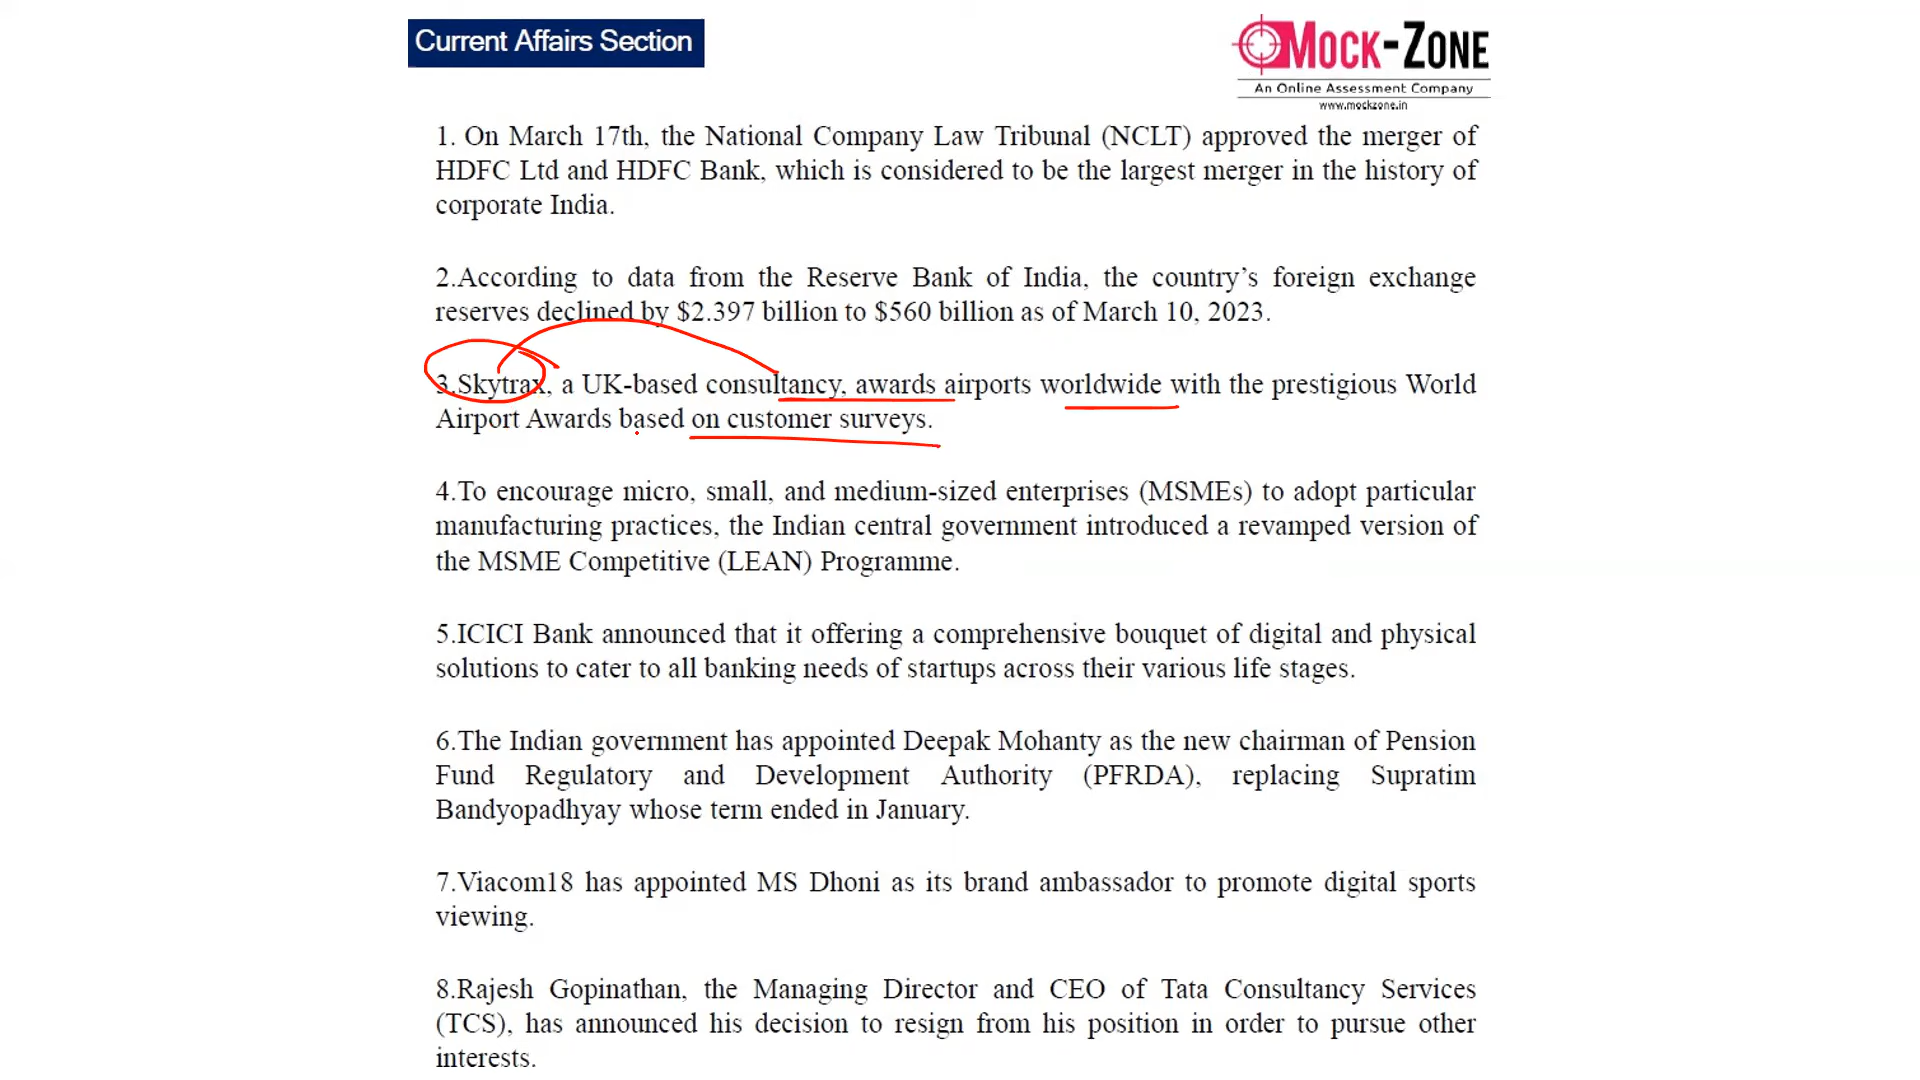 Current Affairs Section
MOCK-ZONE
An Online Assessment Company
www.mockzone.in
1. On March 17th, the National Company Law Tribunal (NCLT) approved the merger of
HDFC Ltd and HDFC Bank, which is considered to be the largest merger in the history of
corporate India.
2.According to data from the Reserve Bank of India, the country’s foreign exchange
reserves declined by $2.397 billion to $560 billion as of March 10, 2023.
3.Skytrax, a UK-based consultancy, awards airports worldwide with the prestigious World
Airport Awards based on customer surveys.
4.To encourage micro, small, and medium-sized enterprises (MSMEs) to adopt particular
manufacturing practices, the Indian central government introduced a revamped version of
the MSME Competitive (LEAN) Programme.
5.ICICI Bank announced that it offering a comprehensive bouquet of digital and physical
solutions to cater to all banking needs of startups across their various life stages.
6.The Indian government has appointed Deepak Mohanty as the new chairman of Pension
Fund Regulatory and Development Authority (PFRDA), replacing Supratim
Bandyopadhyay whose term ended in January.
7.Viacom18 has appointed MS Dhoni as its brand ambassador to promote digital sports
viewing.
8.Rajesh Gopinathan, the Managing Director and CEO of Tata Consultancy Services
(TCS), has announced his decision to resign from his position in order to pursue other
interests.